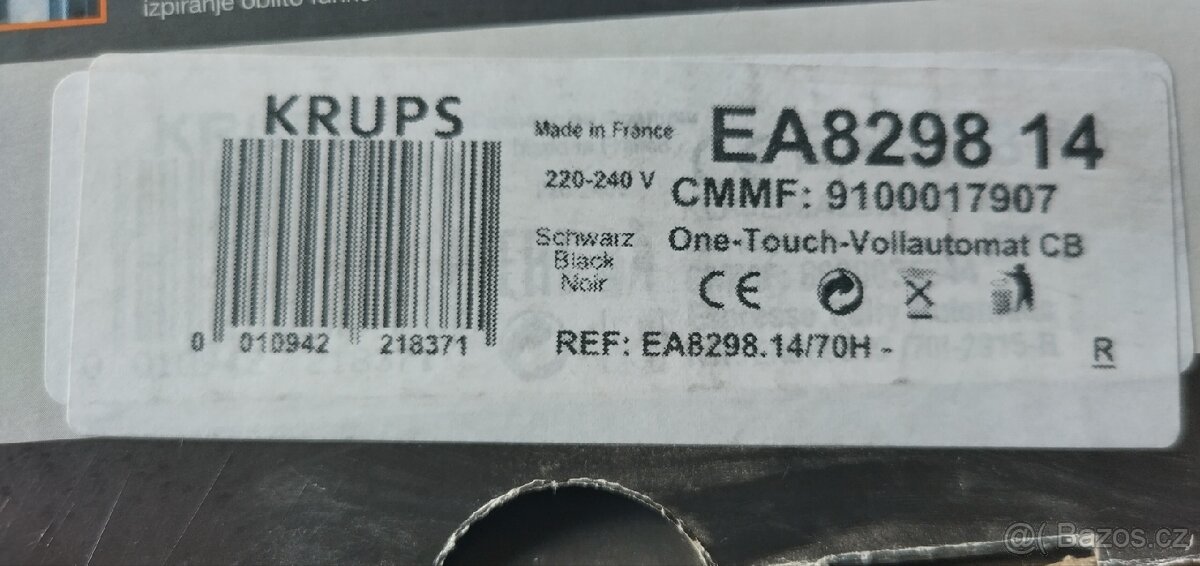 izpiranje obilto
KRUPS
Made in France
EA8298 14
220-240 V
CMMF: 9100017907
Schwarz
Black
Noir
One-Touch-Vollautomat CB
CE
0 010942 218371
REF: EA8298.14/70H -
R
@( Bazos.cz